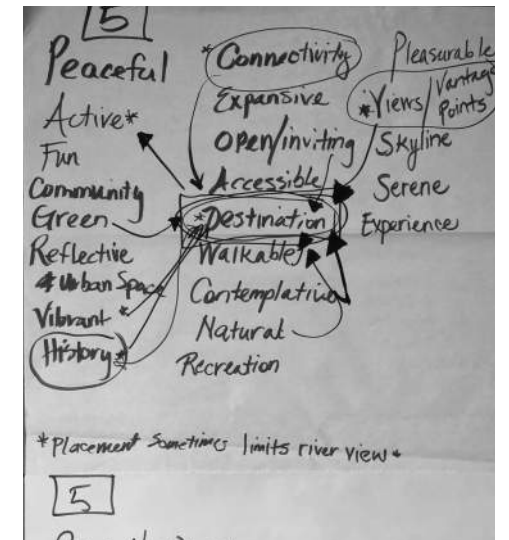 5
Peaceful
Active*
Fun
Community
Green
Reflective
* Urban Space
Vibrant *
History*
*Connectivity
Expansive
Open/inviting
Accessible
*Destination
Walkable
Contemplative
Natural
Recreation
Pleasurable
*Views/Vantage Points
Skyline
Serene
Experience
*Placement sometimes limits river view*
5